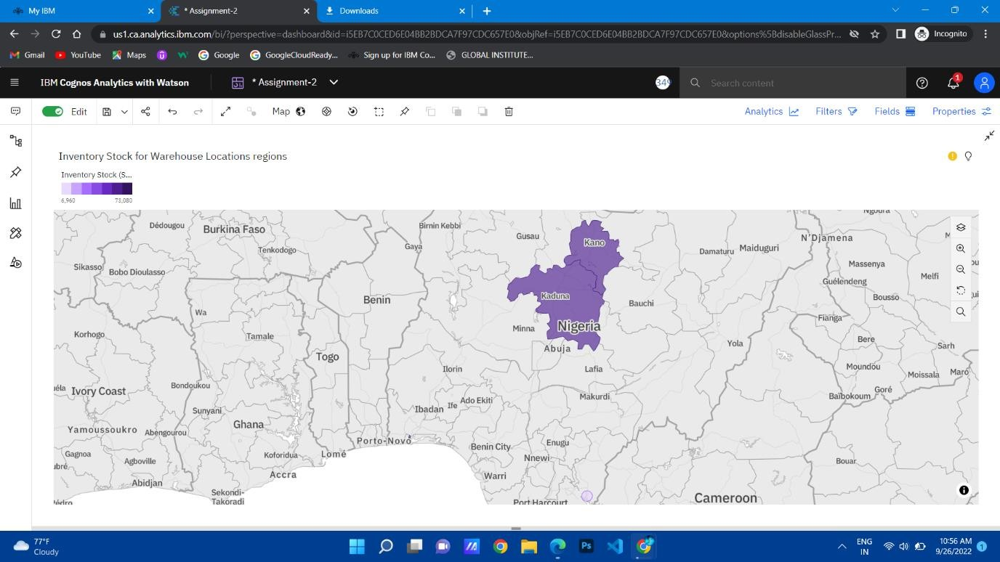 My IBM
* Assignment-2
Downloads
us1.ca.analytics.ibm.com/bi/?perspective=dashboard&id=i5EB7C0CED6E04BB2BDCA7F97CDC657E0&objRef=i5EB7C0CED6E04BB2BDCA7F97CDC657E0&options%5BdisableGlassPr...
Incognito
Gmail
YouTube
Maps
Google
GoogleCloudReady...
Sign up for IBM Co...
GLOBAL INSTITUTE...
IBM Cognos Analytics with Watson
* Assignment-2
349
Search content
1
Edit
Map
Analytics
Filters
Fields
Properties
Inventory Stock for Warehouse Locations regions
Inventory Stock (S...
6,960 73,080
Ngoura
Dédougou
Burkina Faso
Birnin Kebbi
Gusau
Kano
N'Djamena
Tenkodogo
Gaya
Damaturu
Maiduguri
Massenya
Sikasso
Bobo Dioulasso
Guélendeng
Melfi
Benin
Kaduna
Bauchi
Bousso
Wa
Fianga
Korhogo
Tamale
Minna
Nigeria
Bere
Yola
Sarh
Togo
Abuja
Ilorin
Lafia
Moundou
Moissala
Maro
Bondoukou
Ivory Coast
Goré
Baïbokoum
Makurdi
Ado Ekiti
Ife
Ibadan
Sunyani
Ghana
Yamoussoukro
Abengourou
Porto-Novo
Benin City
Enugu
Gagnoa
Koforidua
Lomé
Nnewi
Agboville
Bouar
Accra
Warri
Abidjan
Sekondi-
Takoradi
Port Harcourt
Cameroon
77°F
Cloudy
Ps
ENG
IN
10:56 AM
9/26/2022
1